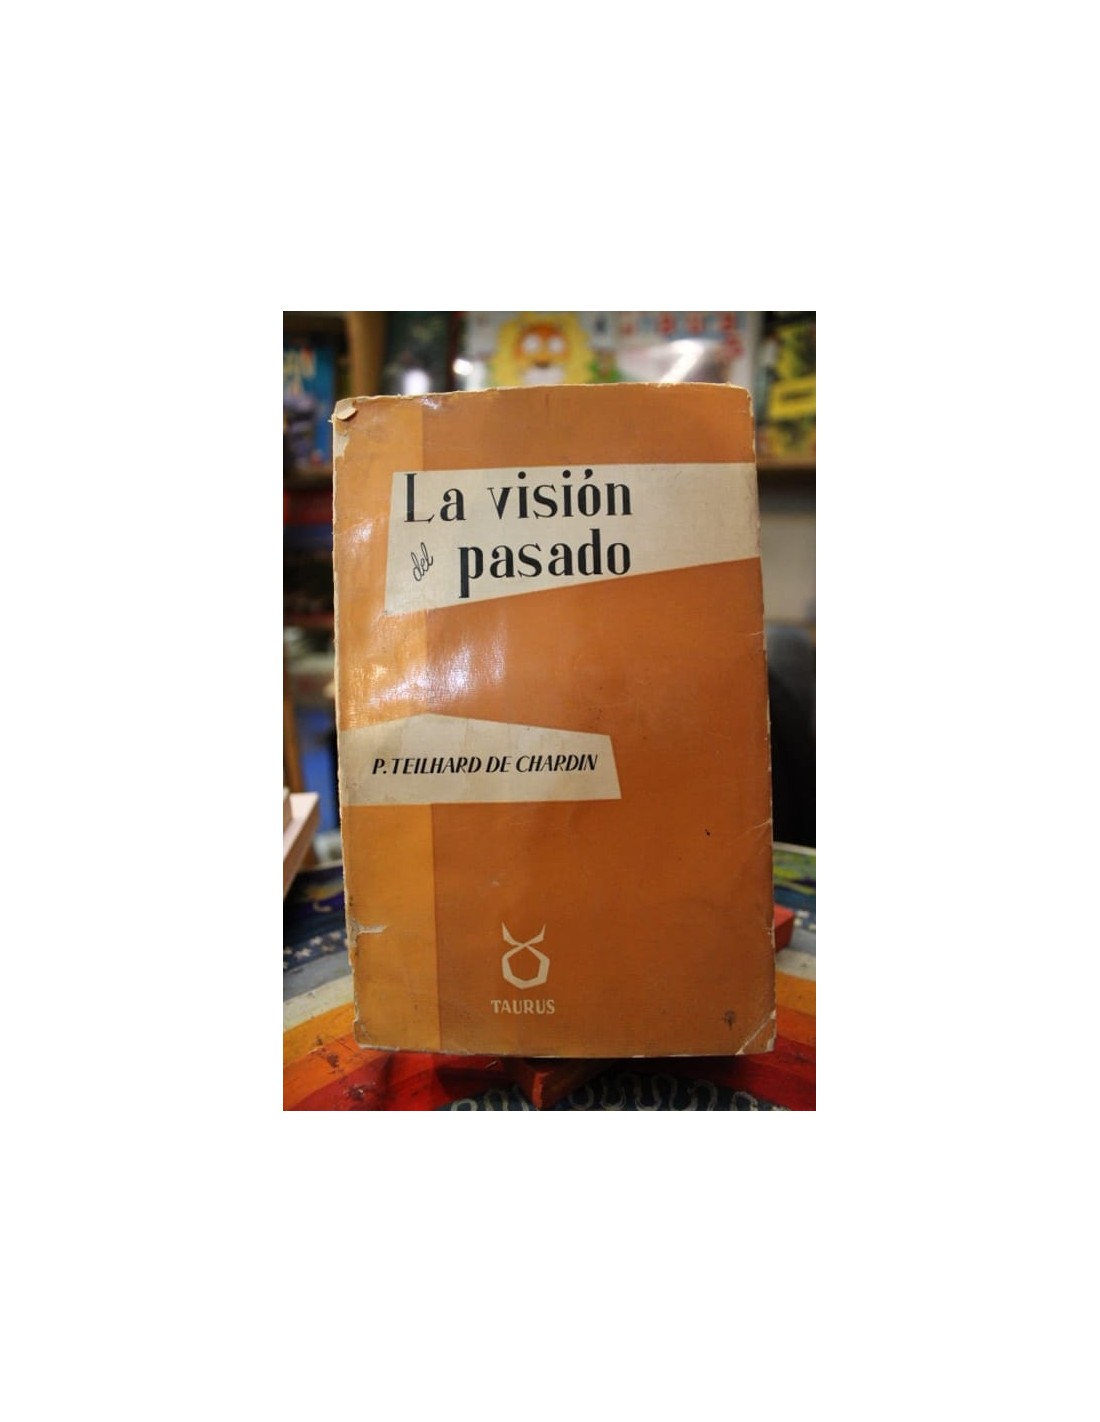 La visión
del pasado
P. TEILHARD DE CHARDIN
TAURUS